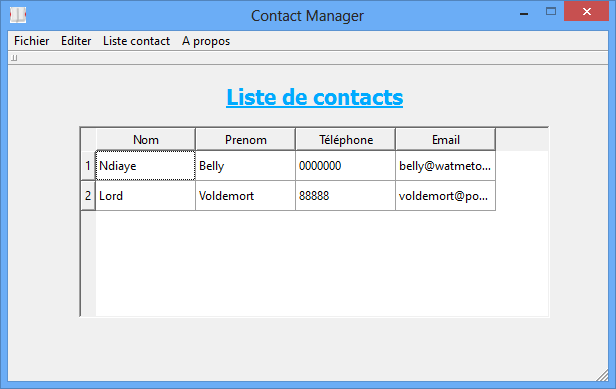 Contact Manager
Fichier Editer Liste contact A propos
Liste de contacts
Nom Prenom Téléphone Email
1 Ndiaye Belly 0000000 belly@watmeto...
2 Lord Voldemort 88888 voldemort@po...